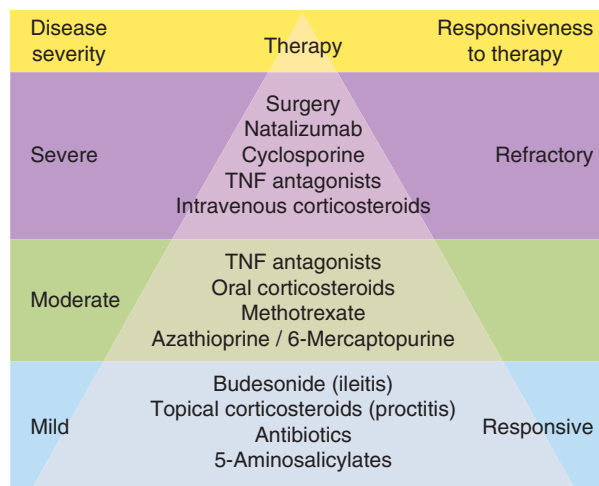 Disease
severity
Therapy
Responsiveness
to therapy
Severe
Surgery
Natalizumab
Cyclosporine
TNF antagonists
Intravenous corticosteroids
Refractory
Moderate
TNF antagonists
Oral corticosteroids
Methotrexate
Azathioprine / 6-Mercaptopurine
Mild
Budesonide (ileitis)
Topical corticosteroids (proctitis)
Antibiotics
5-Aminosalicylates
Responsive